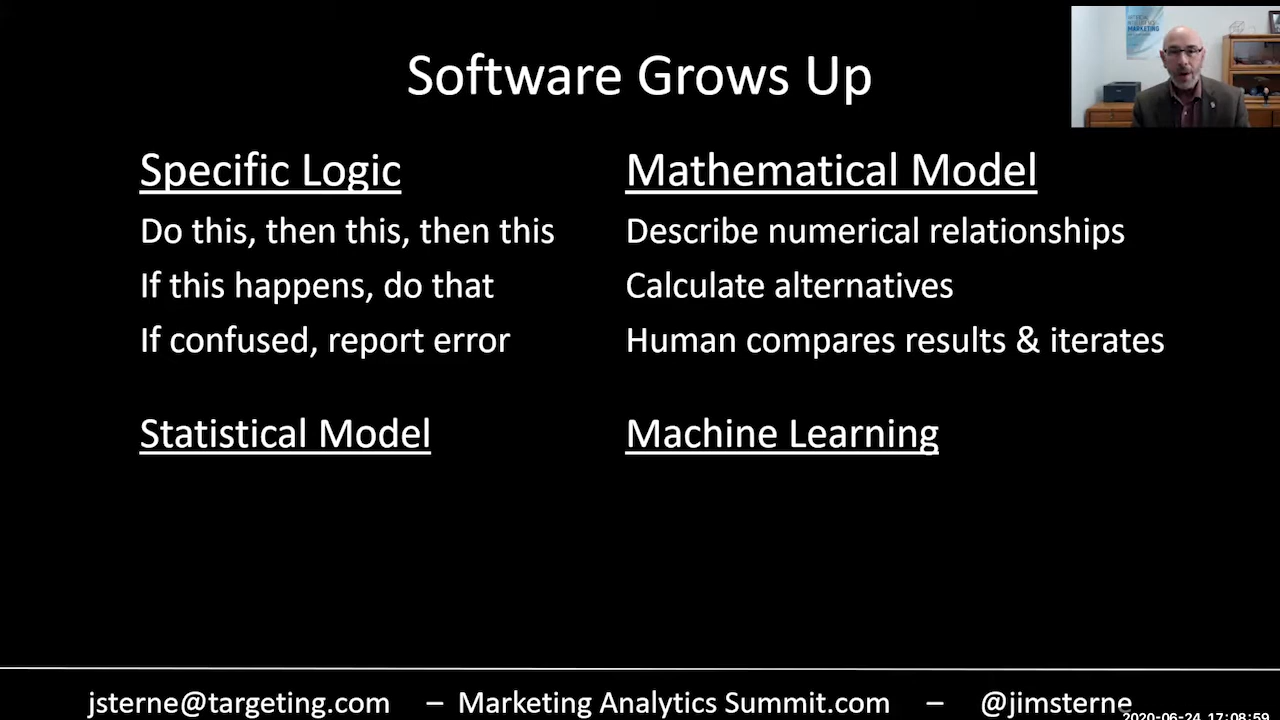 Software Grows Up
MARKETING
Specific Logic
Do this, then this, then this
If this happens, do that
If confused, report error
Mathematical Model
Describe numerical relationships
Calculate alternatives
Human compares results & iterates
Statistical Model
Machine Learning
jsterne@targeting.com – Marketing Analytics Summit.com – @jimsterne
2020-06-24 17:08:59